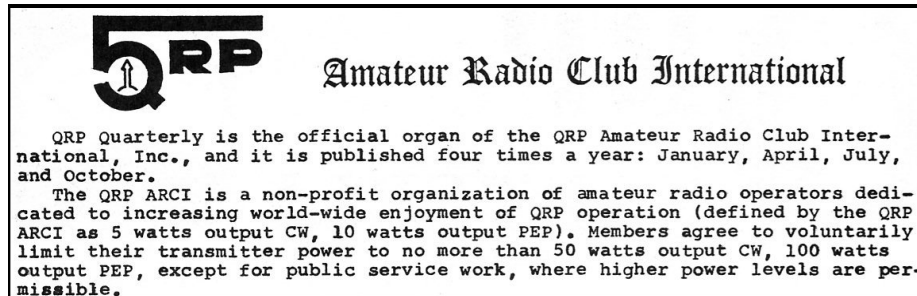 5QRP
Amateur Radio Club International
QRP Quarterly is the official organ of the QRP Amateur Radio Club Inter-
national, Inc., and it is published four times a year: January, April, July,
and October.
The QRP ARCI is a non-profit organization of amateur radio operators dedi-
cated to increasing world-wide enjoyment of QRP operation (defined by the QRP
ARCI as 5 watts output CW, 10 watts output PEP). Members agree to voluntarily
limit their transmitter power to no more than 50 watts output CW, 100 watts
output PEP, except for public service work, where higher power levels are per-
missible.